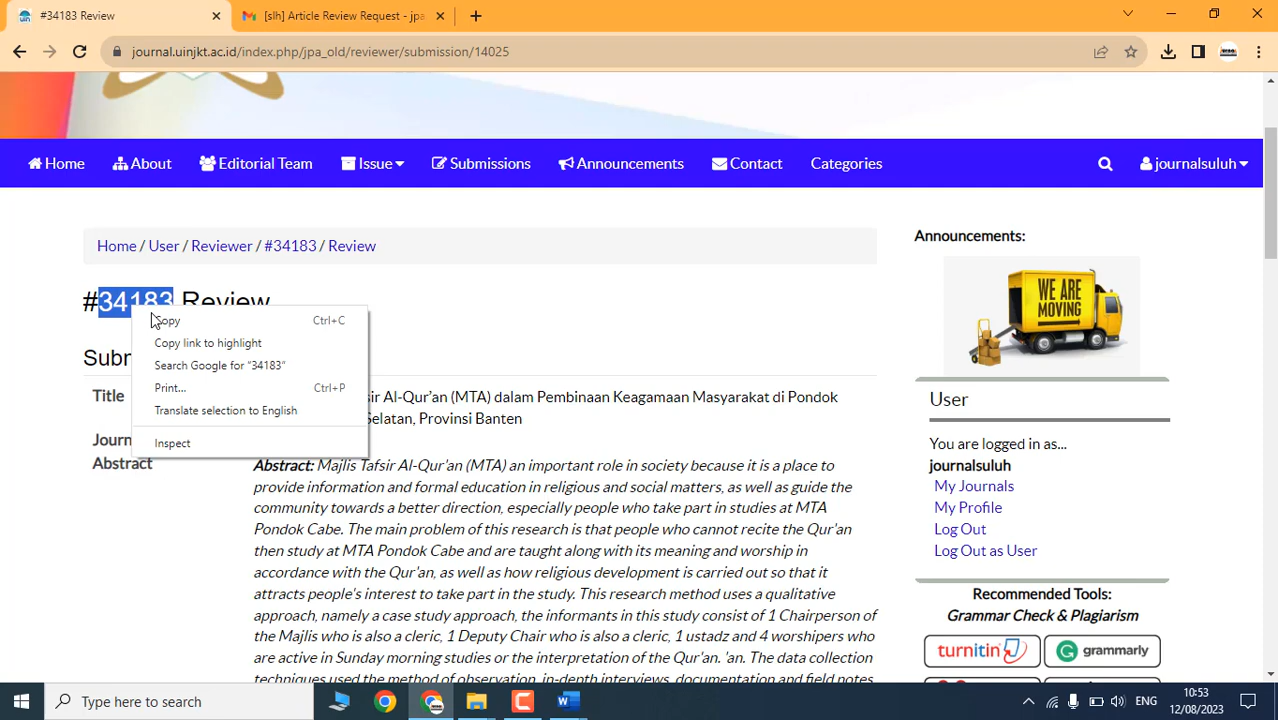 #34183 Review
[slh] Article Review Request - jpa
journal.uinjkt.ac.id/index.php/jpa_old/reviewer/submission/14025
Home About Editorial Team Issue Submissions Announcements Contact Categories journalsuluh
Home / User / Reviewer / #34183 / Review
#34183 Review
Copy Ctrl+C
Copy link to highlight
Search Google for “34183”
Print... Ctrl+P
Translate selection to English
Inspect
Title
Al-Qur’an (MTA) dalam Pembinaan Keagamaan Masyarakat di Pondok
Selatan, Provinsi Banten
Abstract
Abstract: Majlis Tafsir Al-Qur’an (MTA) an important role in society because it is a place to
provide information and formal education in religious and social matters, as well as guide the
community towards a better direction, especially people who take part in studies at MTA
Pondok Cabe. The main problem of this research is that people who cannot recite the Qur’an
then study at MTA Pondok Cabe and are taught along with its meaning and worship in
accordance with the Qur’an, as well as how religious development is carried out so that it
attracts people’s interest to take part in the study. This research method uses a qualitative
approach, namely a case study approach, the informants in this study consist of 1 Chairperson of
the Majlis who is also a cleric, 1 Deputy Chair who is also a cleric, 1 ustadz and 4 worshipers who
are active in Sunday morning studies or the interpretation of the Qur’an. ’an. The data collection
techniques used the method of observation, in-depth interviews, documentation and field notes
Announcements:
WE ARE
MOVING
User
You are logged in as...
journalsuluh
My Journals
My Profile
Log Out
Log Out as User
Recommended Tools:
Grammar Check & Plagiarism
turnitin
grammarly
Type here to search
ENG
10:53
12/08/2023